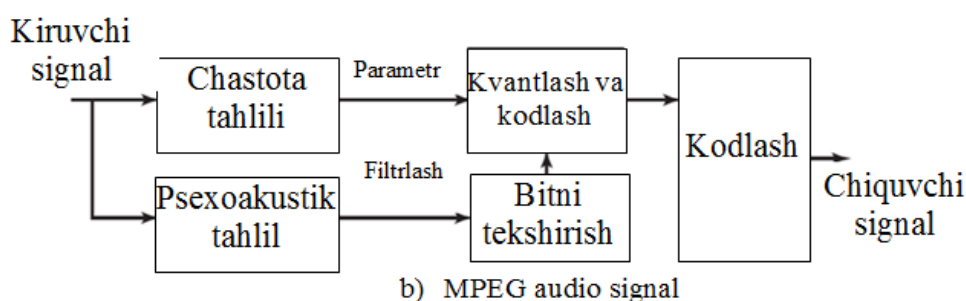 Kiruvchi
signal
Chastota
tahlili
Parametr
Kvantlash va
kodlash
Kodlash
Psexoakustik
tahlil
Filtrlash
Bitni
tekshirish
Chiquvchi
signal
b) MPEG audio signal